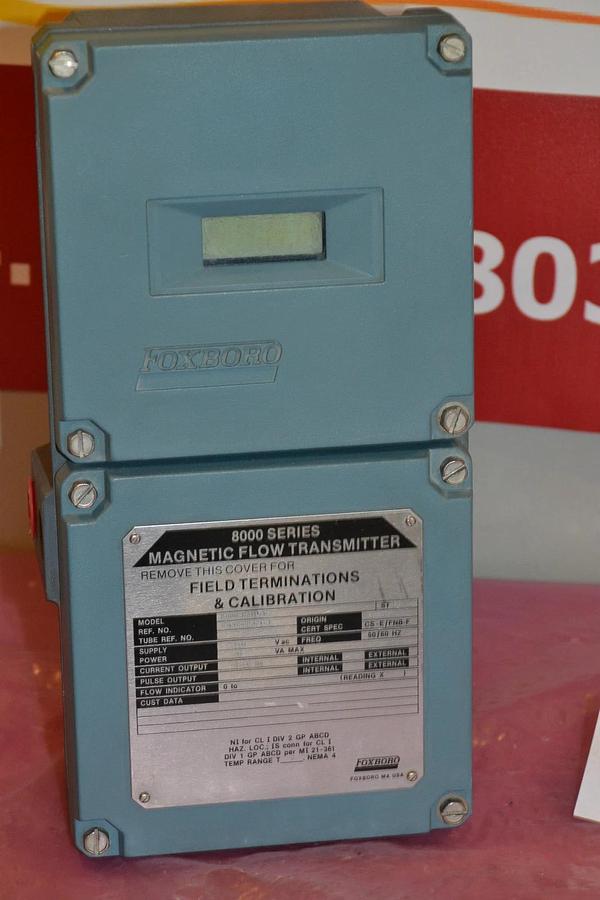 803
FOXBORO
8000 SERIES
MAGNETIC FLOW TRANSMITTER
REMOVE THIS COVER FOR
FIELD TERMINATIONS
& CALIBRATION
ST
MODEL ORIGIN
REF. NO. CERT SPEC CS-E/FNB-F
TUBE REF. NO.
SUPPLY Vac FREQ 50/60 HZ
POWER VA MAX
CURRENT OUTPUT INTERNAL EXTERNAL
PULSE OUTPUT INTERNAL EXTERNAL
FLOW INDICATOR 0 to (READING X )
CUST DATA
NI for CL I DIV 2 GP ABCD
HAZ. LOC.; IS conn for CL I
DIV 1 GP ABCD per MI 21-361
TEMP RANGE T____. NEMA 4
FOXBORO
FOXBORO MA USA